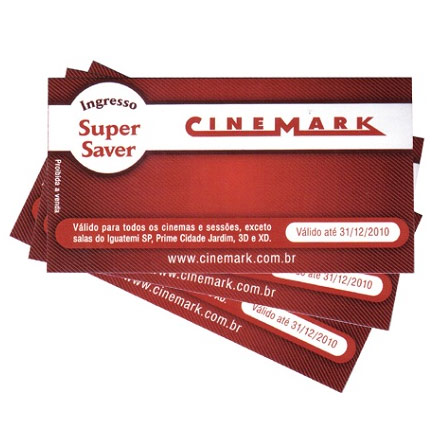 Ingresso
Super
Saver
CINEMARK
Proibida a venda
Válido para todos os cinemas e sessões, exceto
salas do Iguatemi SP, Prime Cidade Jardim, 3D e XD.
Válido até 31/12/2010
www.cinemark.com.br
até 31/12/2010
www.cinemark.com.br
XD.
Válido até 31/12/2010
www.cinemark.com.br